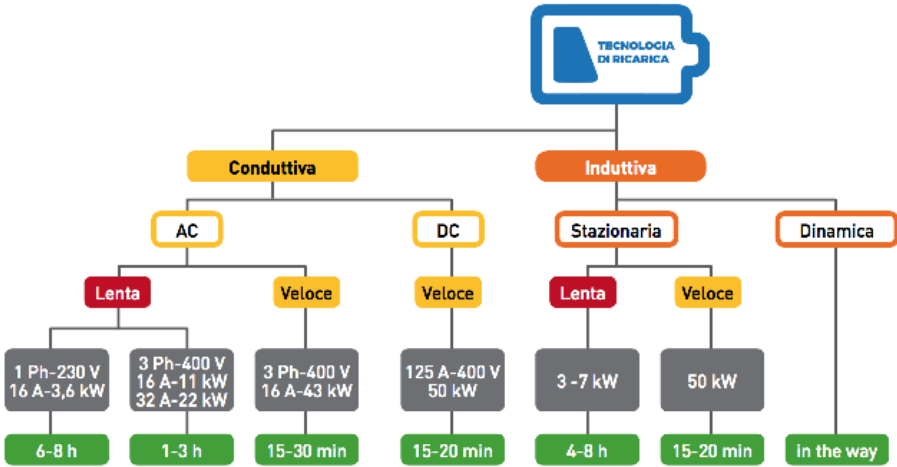 TECNOLOGIA
DI RICARICA
Conduttiva
Induttiva
AC
DC
Stazionaria
Dinamica
Lenta
Veloce
Veloce
Lenta
Veloce
1 Ph-230 V
16 A-3,6 kW
3 Ph-400 V
16 A-11 kW
32 A-22 kW
3 Ph-400 V
16 A-43 kW
125 A-400 V
50 kW
3 -7 kW
50 kW
6-8 h
1-3 h
15-30 min
15-20 min
4-8 h
15-20 min
in the way